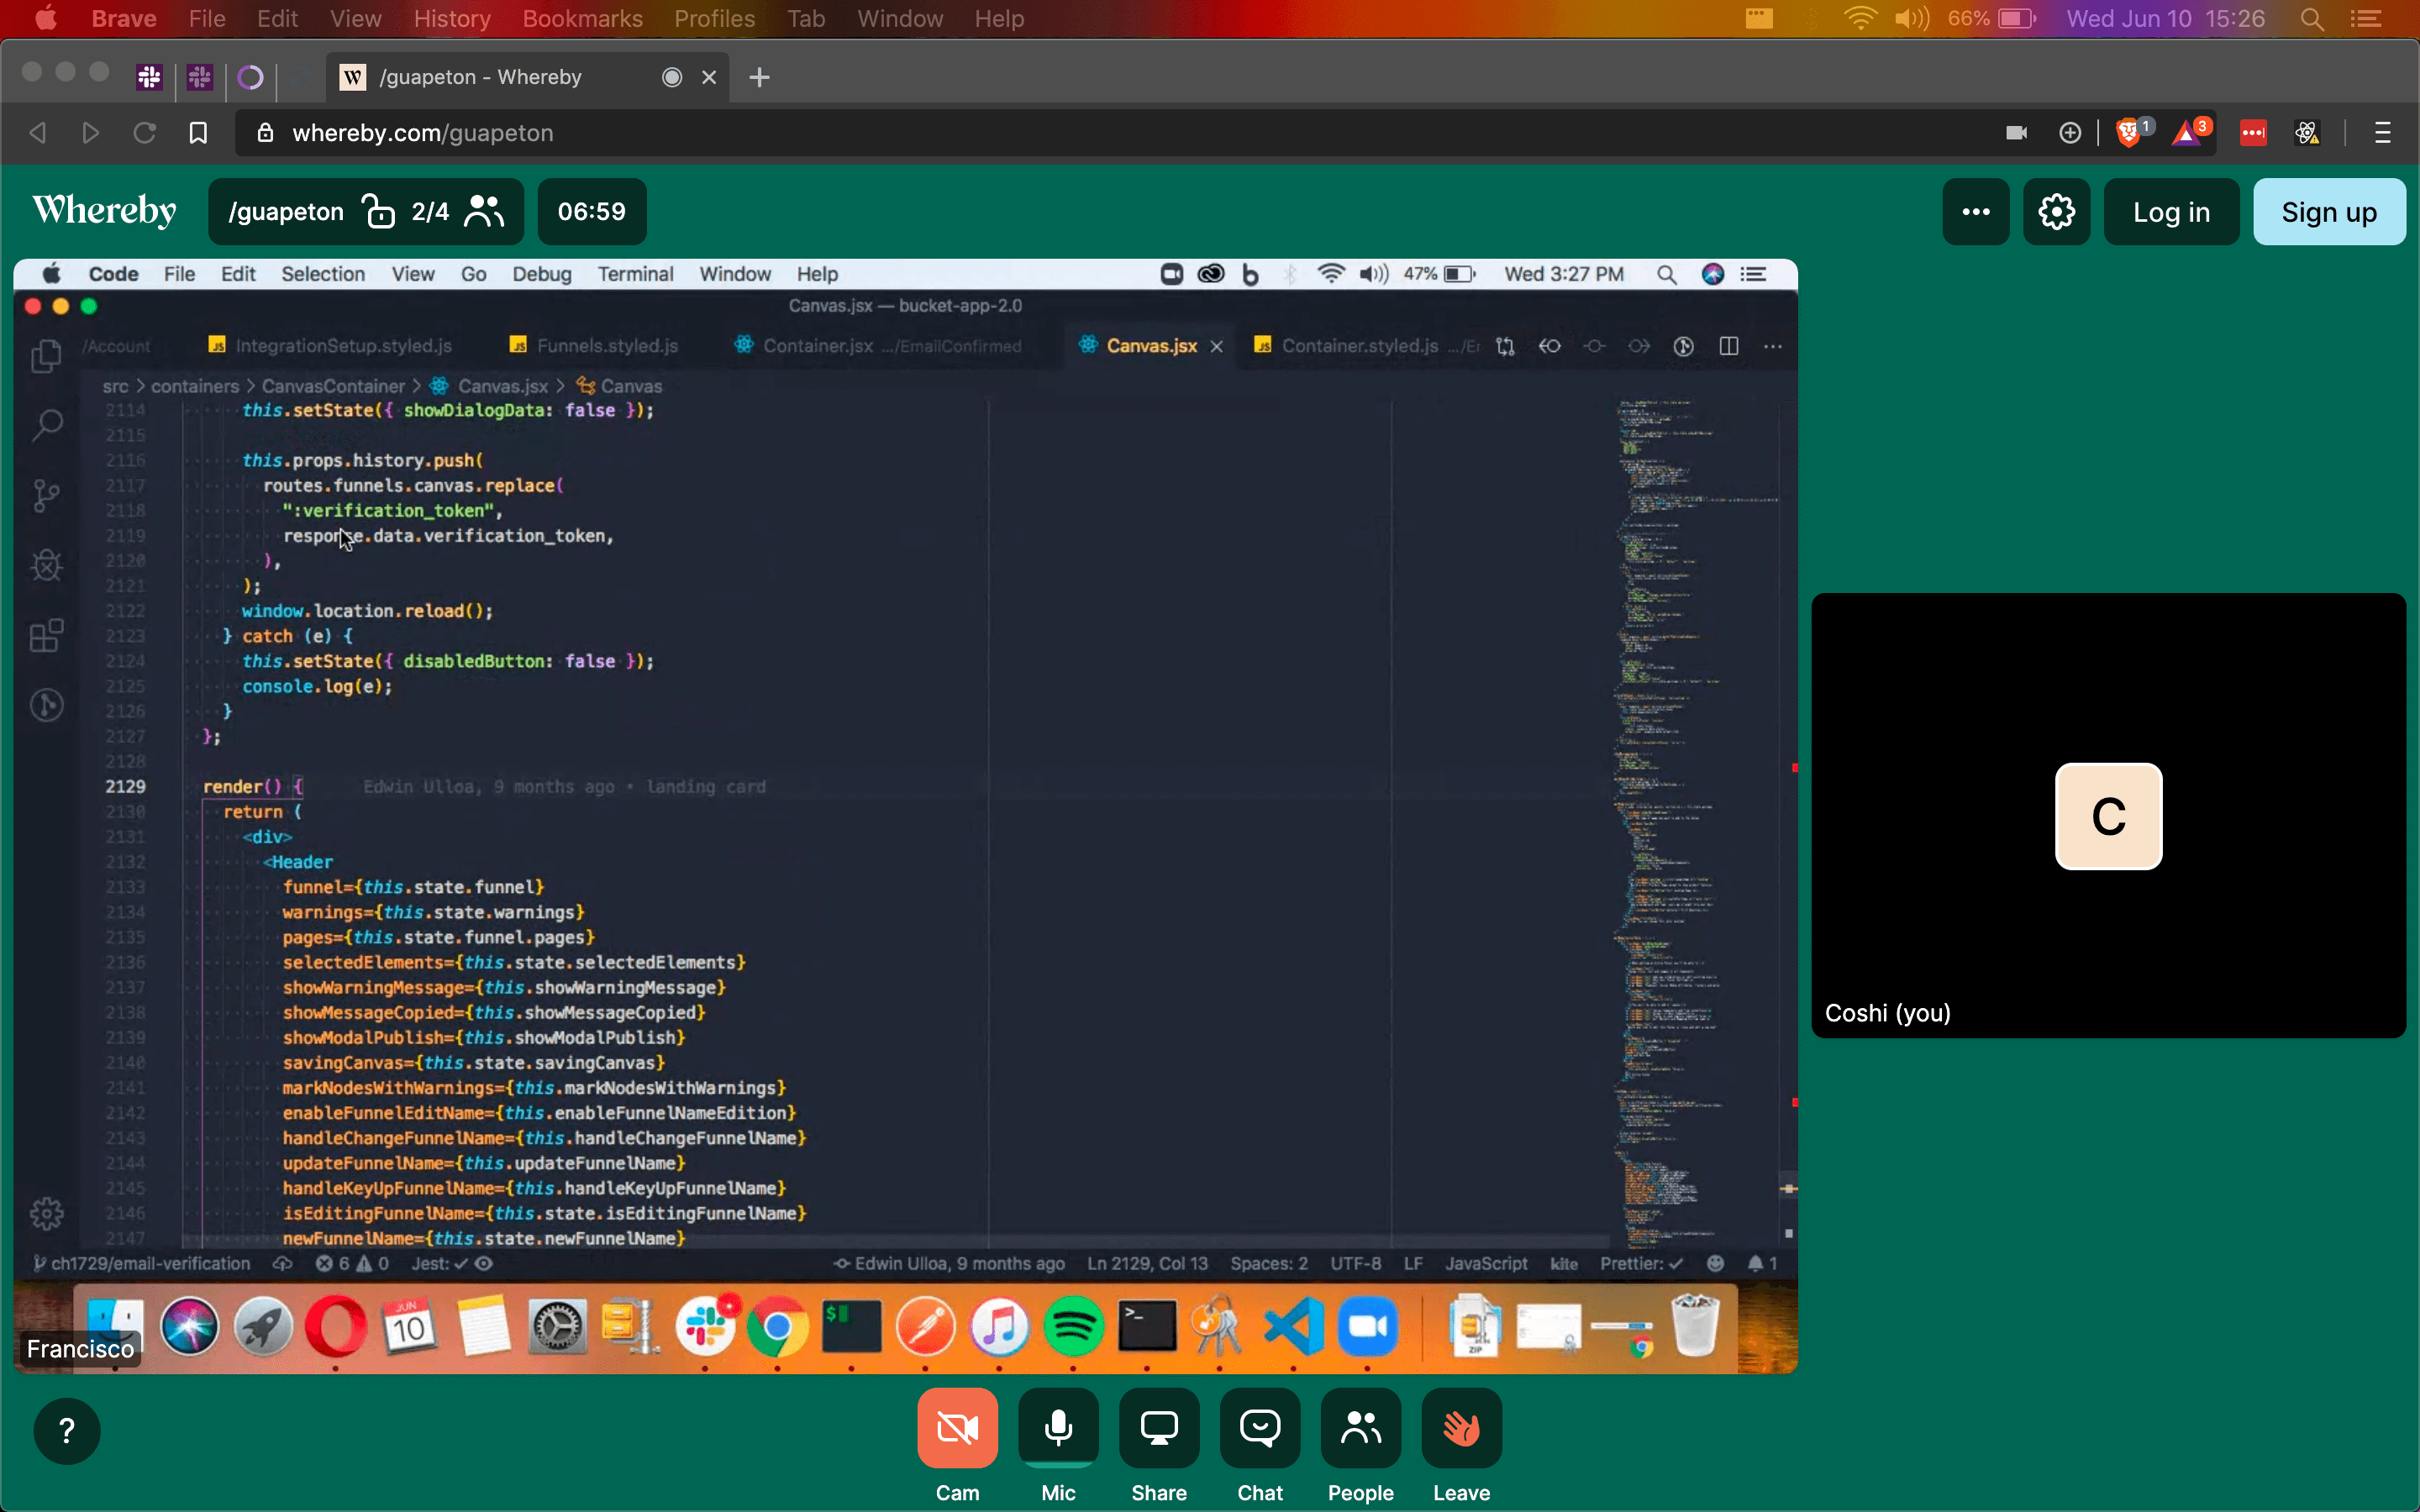 Brave File Edit View History Bookmarks Profiles Tab Window Help 66% Wed Jun 10 15:26
W /guapeton - Whereby
whereby.com/guapeton 1 3
Whereby /guapeton 2/4 06:59 Log in Sign up
Code File Edit Selection View Go Debug Terminal Window Help 47% Wed 3:27 PM
Canvas.jsx — bucket-app-2.0
/Account JS IntegrationSetup.styled.js JS Funnels.styled.js Container.jsx .../EmailConfirmed Canvas.jsx JS Container.styled.js
src > containers > CanvasContainer > Canvas.jsx > Canvas
2114 this.setState({ showDialogData: false });
2115
2116 this.props.history.push(
2117 routes.funnels.canvas.replace(
2118 ":verification_token",
2119 response.data.verification_token,
2120 ),
2121 );
2122 window.location.reload();
2123 } catch (e) {
2124 this.setState({ disabledButton: false });
2125 console.log(e);
2126 }
2127 };
2128
2129 render() { Edwin Ulloa, 9 months ago • landing card
2130 return (
2131 <div>
2132 <Header
2133 funnel={this.state.funnel}
2134 warnings={this.state.warnings}
2135 pages={this.state.funnel.pages}
2136 selectedElements={this.state.selectedElements}
2137 showWarningMessage={this.showWarningMessage}
2138 showMessageCopied={this.showMessageCopied}
2139 showModalPublish={this.showModalPublish}
2140 savingCanvas={this.state.savingCanvas}
2141 markNodesWithWarnings={this.markNodesWithWarnings}
2142 enableFunnelEditName={this.enableFunnelNameEdition}
2143 handleChangeFunnelName={this.handleChangeFunnelName}
2144 updateFunnelName={this.updateFunnelName}
2145 handleKeyUpFunnelName={this.handleKeyUpFunnelName}
2146 isEditingFunnelName={this.state.isEditingFunnelName}
2147 newFunnelName={this.state.newFunnelName}
ch1729/email-verification 6 0 Jest: Edwin Ulloa, 9 months ago Ln 2129, Col 13 Spaces: 2 UTF-8 LF JavaScript kite Prettier: 1
JUN
10
ZIP
Francisco
C
Coshi (you)
?
Cam Mic Share Chat People Leave